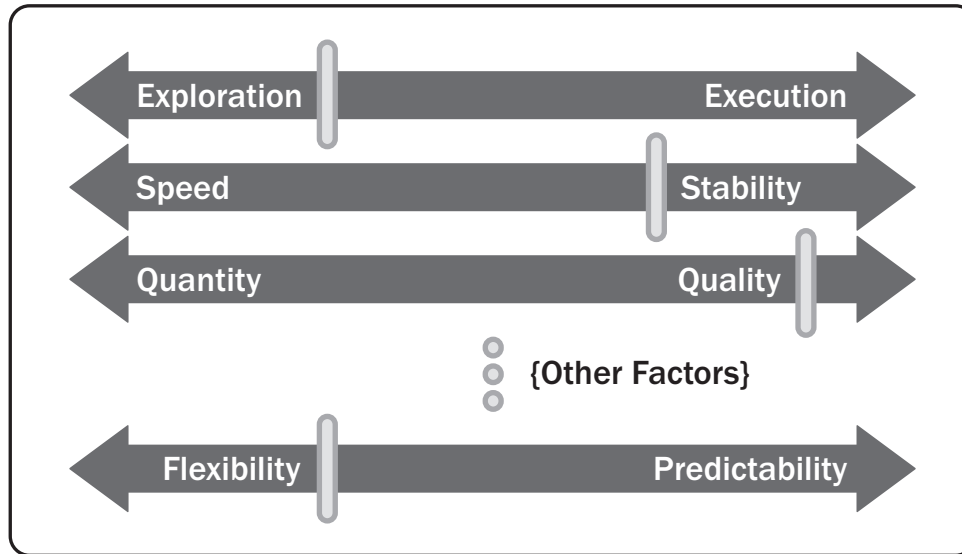 Exploration Execution
Speed Stability
Quantity Quality
{Other Factors}
Flexibility Predictability